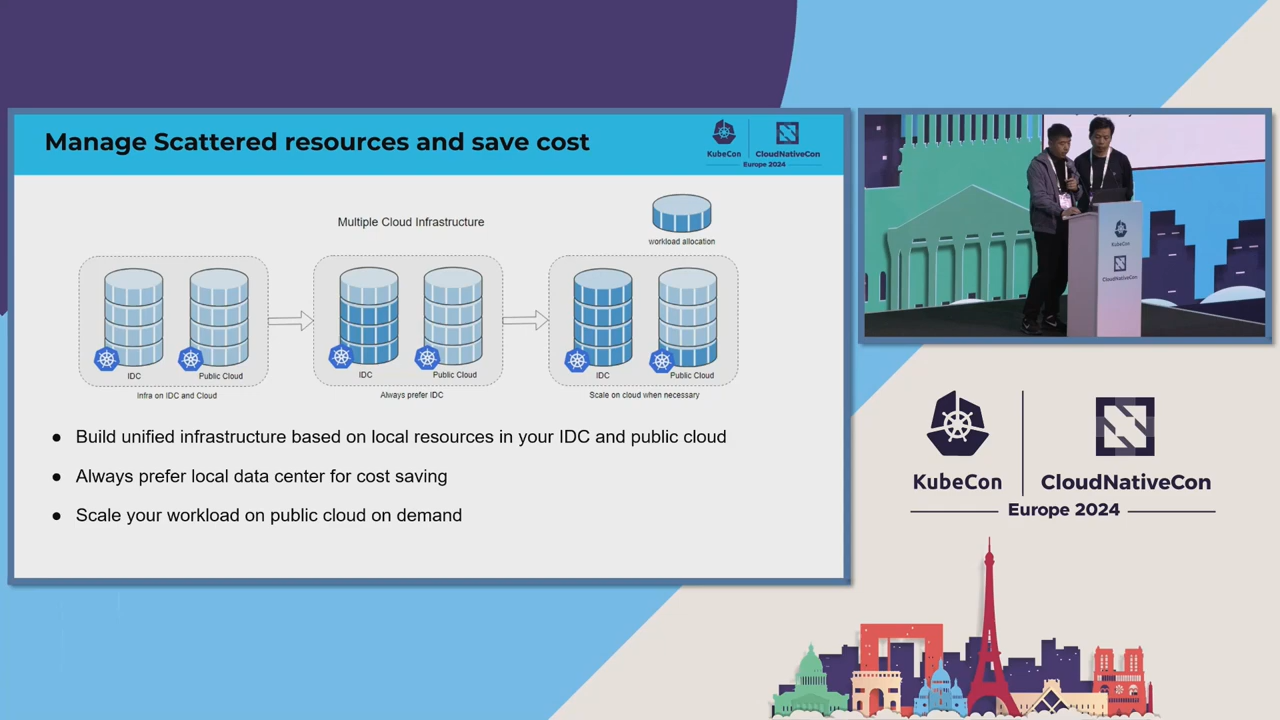 Manage Scattered resources and save cost
KubeCon
CloudNativeCon
Europe 2024
Multiple Cloud Infrastructure
workload allocation
IDC
Public Cloud
Infra on IDC and Cloud
IDC
Public Cloud
Always prefer IDC
IDC
Public Cloud
Scale on cloud when necessary
● Build unified infrastructure based on local resources in your IDC and public cloud
● Always prefer local data center for cost saving
● Scale your workload on public cloud on demand
KubeCon
CloudNativeCon
KubeCon
CloudNativeCon
Europe 2024